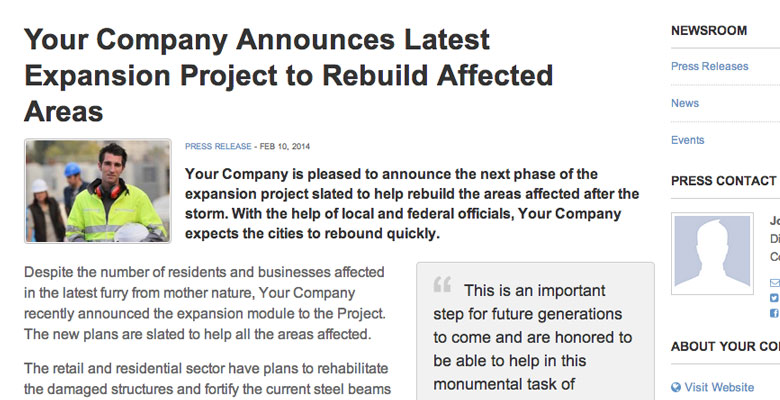 Your Company Announces Latest
Expansion Project to Rebuild Affected
Areas
PRESS RELEASE - FEB 10, 2014
Your Company is pleased to announce the next phase of the
expansion project slated to help rebuild the areas affected after the
storm. With the help of local and federal officials, Your Company
expects the cities to rebound quickly.
Despite the number of residents and businesses affected
in the latest furry from mother nature, Your Company
recently announced the expansion module to the Project.
The new plans are slated to help all the areas affected.
The retail and residential sector have plans to rehabilitate
the damaged structures and fortify the current steel beams
“ This is an important
step for future generations
to come and are honored to
be able to help in this
monumental task of
NEWSROOM
Press Releases
News
Events
PRESS CONTACT
Jo
Di
Co
ABOUT YOUR CO
Visit Website